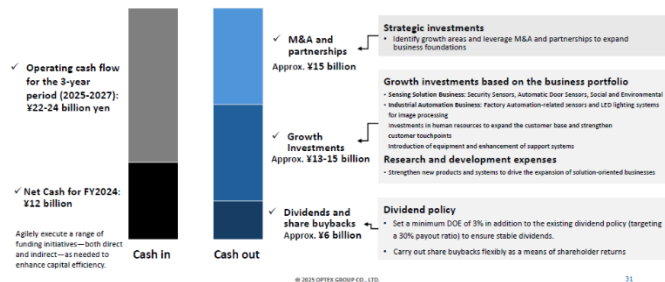 ✓ Operating cash flow
for the 3-year
period (2025-2027):
¥22-24 billion yen
✓ Net Cash for FY2024:
¥12 billion
Agilely execute a range of
funding initiatives—both direct
and indirect—as needed to
enhance capital efficiency.
Cash in
Cash out
✓ M&A and
partnerships
Approx. ¥15 billion
✓ Growth
Investments
Approx. ¥13-15 billion
✓ Dividends and
share buybacks
Approx. ¥6 billion
Strategic investments
• Identify growth areas and leverage M&A and partnerships to expand
business foundations
Growth investments based on the business portfolio
• Sensing Solution Business: Security Sensors, Automatic Door Sensors, Social and Environmental
• Industrial Automation Business: Factory Automation-related sensors and LED lighting systems
for image processing
Investments in human resources to expand the customer base and strengthen
customer touchpoints
Introduction of equipment and enhancement of support systems
Research and development expenses
• Strengthen new products and systems to drive the expansion of solution-oriented businesses
Dividend policy
• Set a minimum DOE of 3% in addition to the existing dividend policy (targeting
a 30% payout ratio) to ensure stable dividends.
• Carry out share buybacks flexibly as a means of shareholder returns
© 2025 OPTEX GROUP CO., LTD.
31